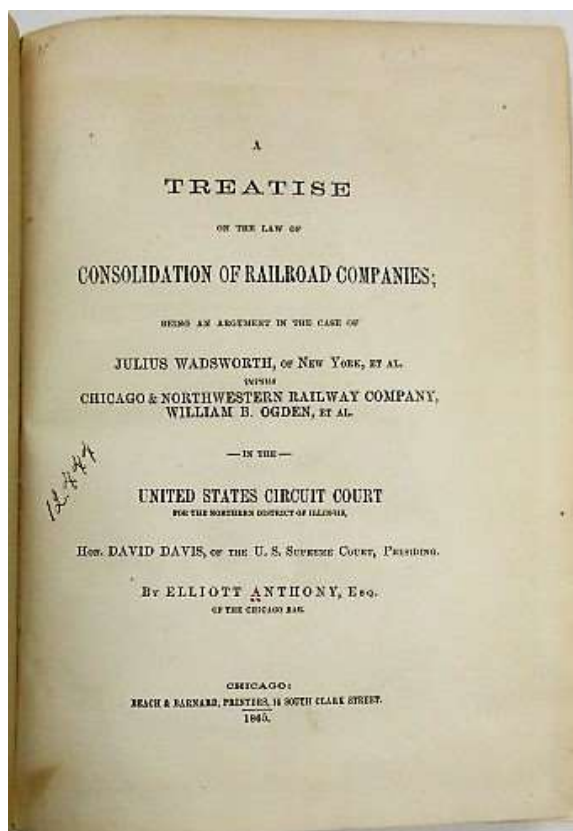 A
TREATISE
ON THE LAW OF
CONSOLIDATION OF RAILROAD COMPANIES;
BEING AN ARGUMENT IN THE CASE OF
JULIUS WADSWORTH, OF NEW YORK, ET AL.
VERSUS
CHICAGO & NORTHWESTERN RAILWAY COMPANY,
WILLIAM B. OGDEN, ET AL.
— IN THE —
UNITED STATES CIRCUIT COURT
FOR THE NORTHERN DISTRICT OF ILLINOIS,
HON. DAVID DAVIS, OF THE U. S. SUPREME COURT, PRESIDING.
BY ELLIOTT ANTHONY, ESQ.
OF THE CHICAGO BAR.
CHICAGO:
BEACH & BARNARD, PRINTERS, 14 SOUTH CLARK STREET.
1865.